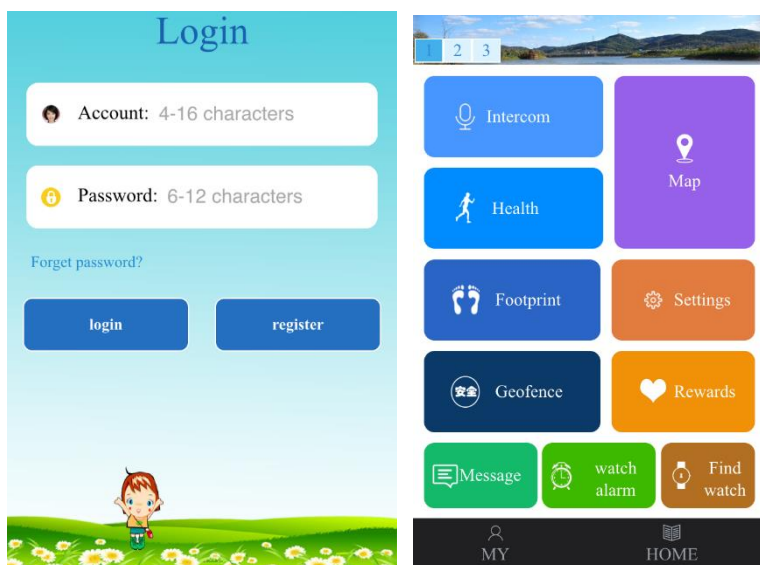 Login
Account: 4-16 characters
Password: 6-12 characters
Forget password?
login
register
1 2 3
Intercom
Map
Health
Footprint
Settings
安全 Geofence
Rewards
Message
watch
alarm
Find
watch
MY
HOME